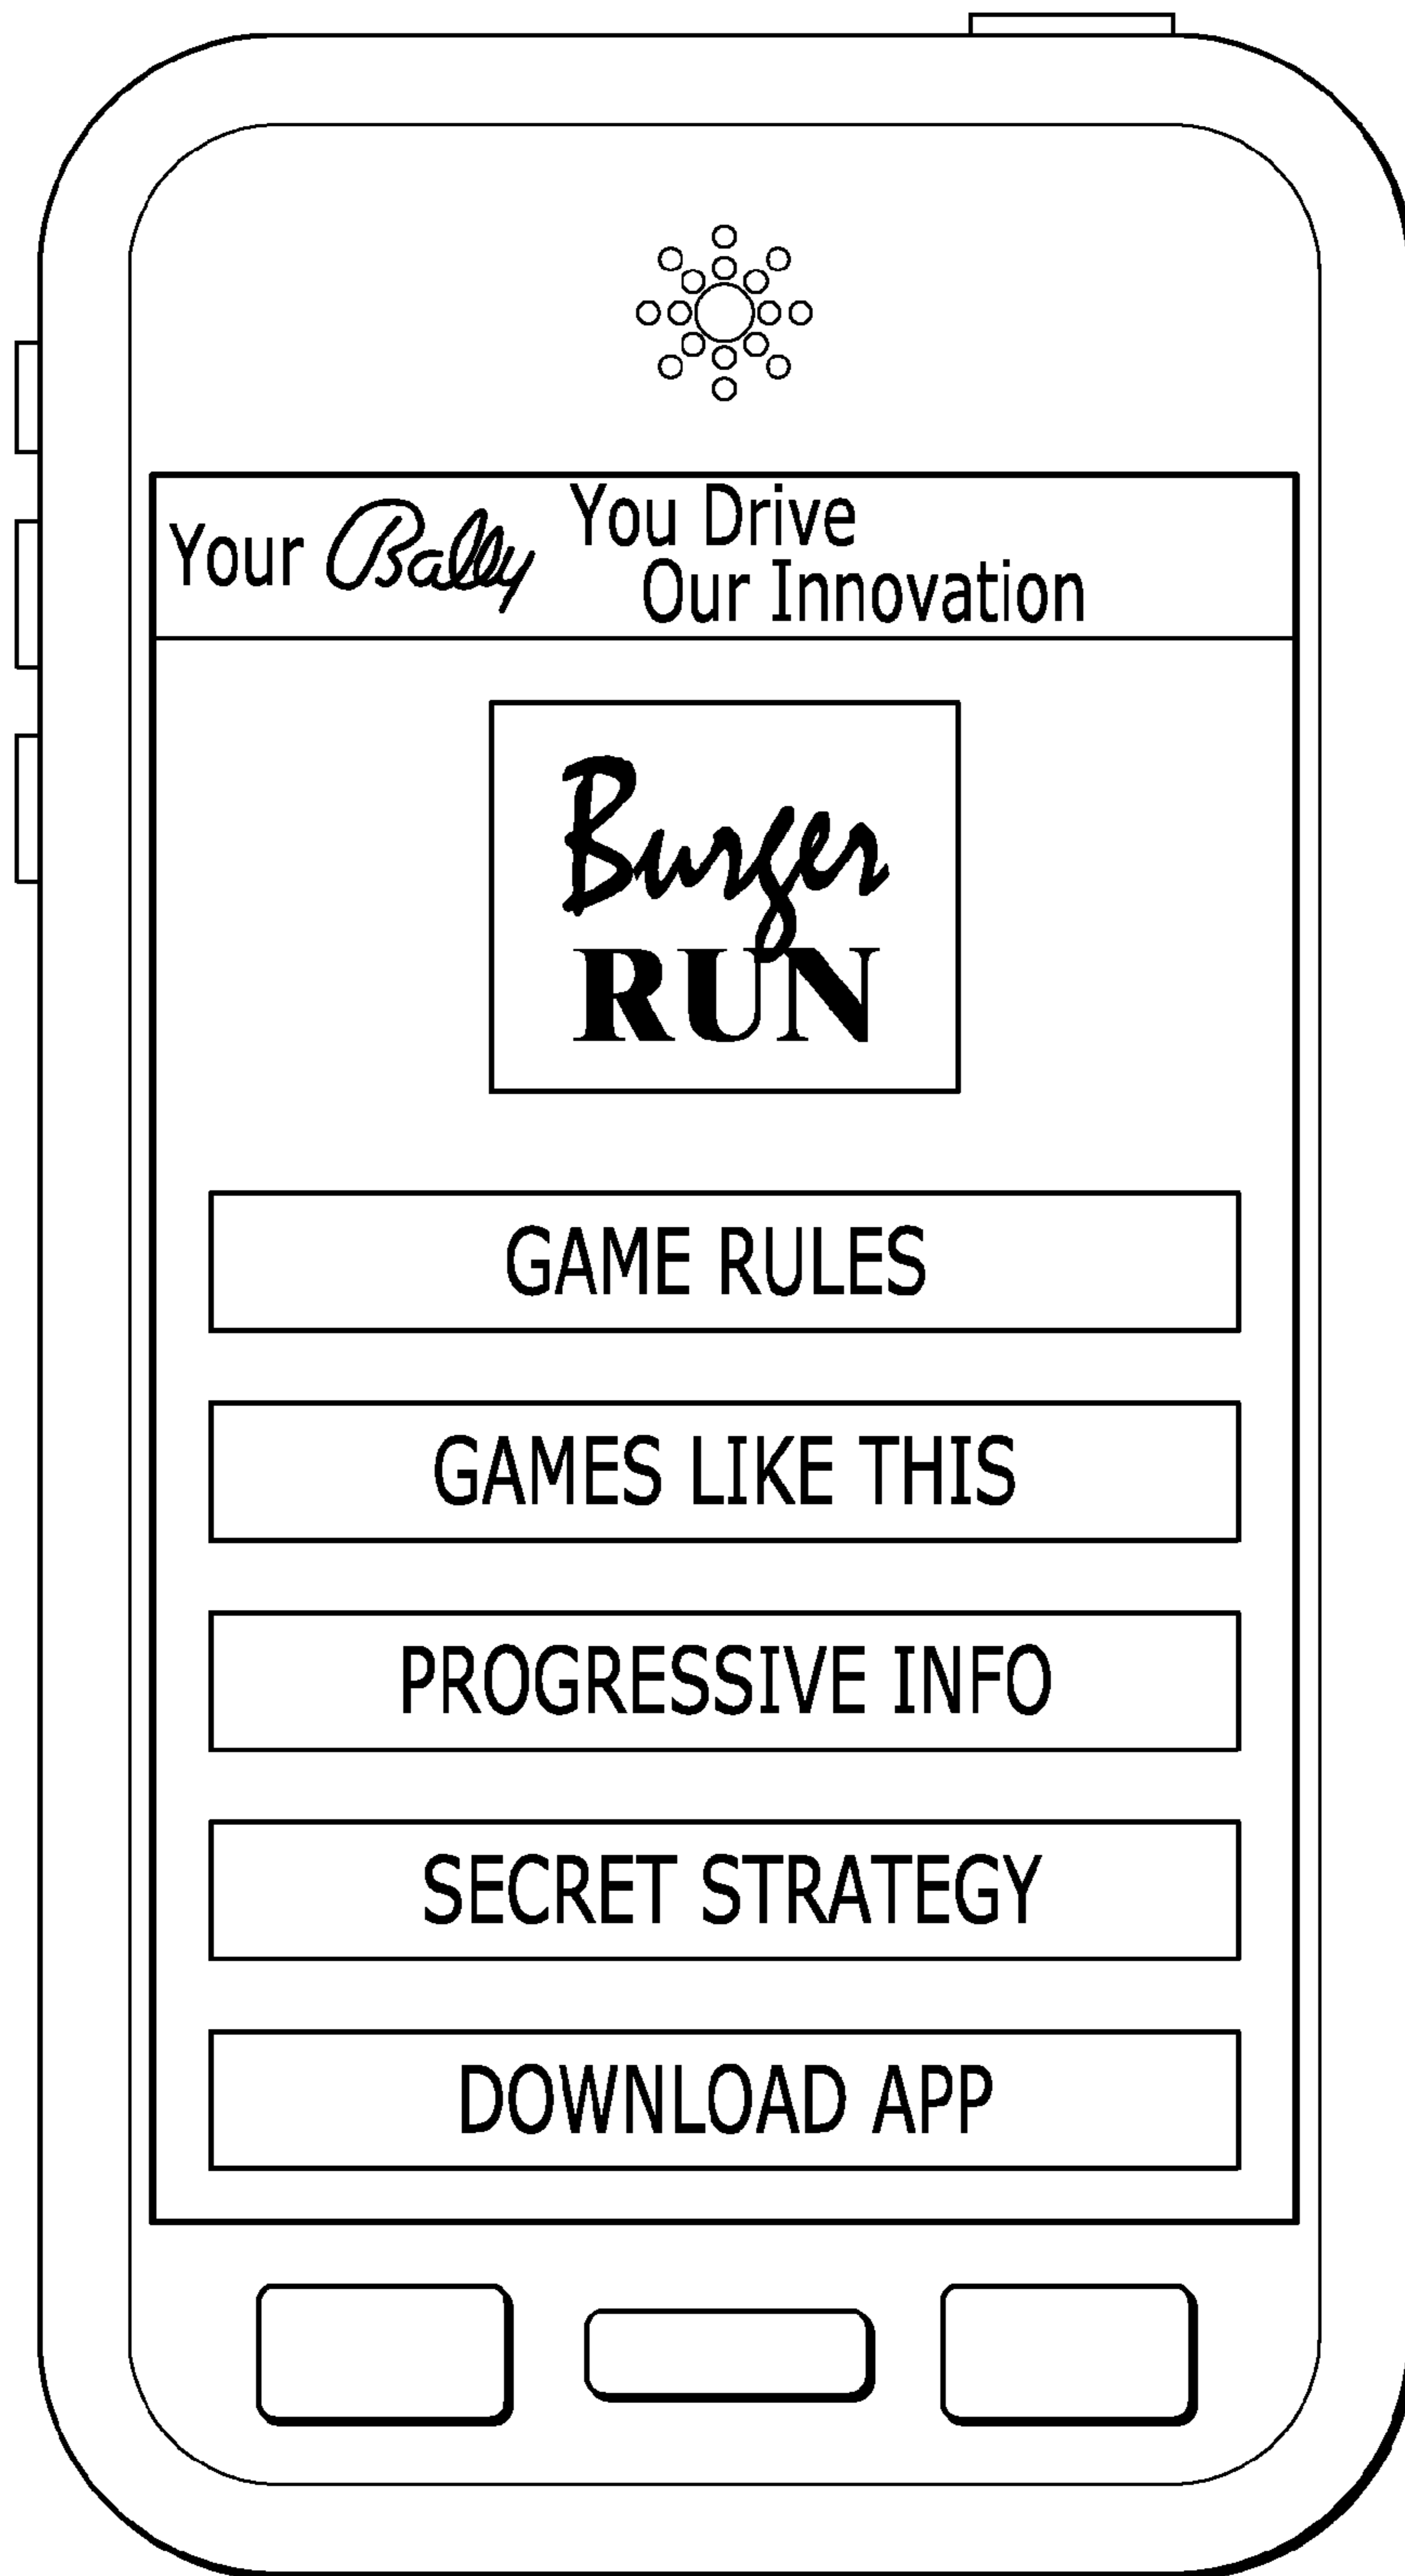 Your Bally You Drive
Our Innovation
Burger
RUN
GAME RULES
GAMES LIKE THIS
PROGRESSIVE INFO
SECRET STRATEGY
DOWNLOAD APP